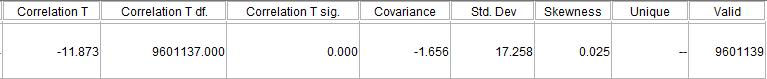 Correlation T Correlation T df. Correlation T sig. Covariance Std. Dev Skewness Unique Valid
-11.873 9601137.000 0.000 -1.656 17.258 0.025 -- 9601139